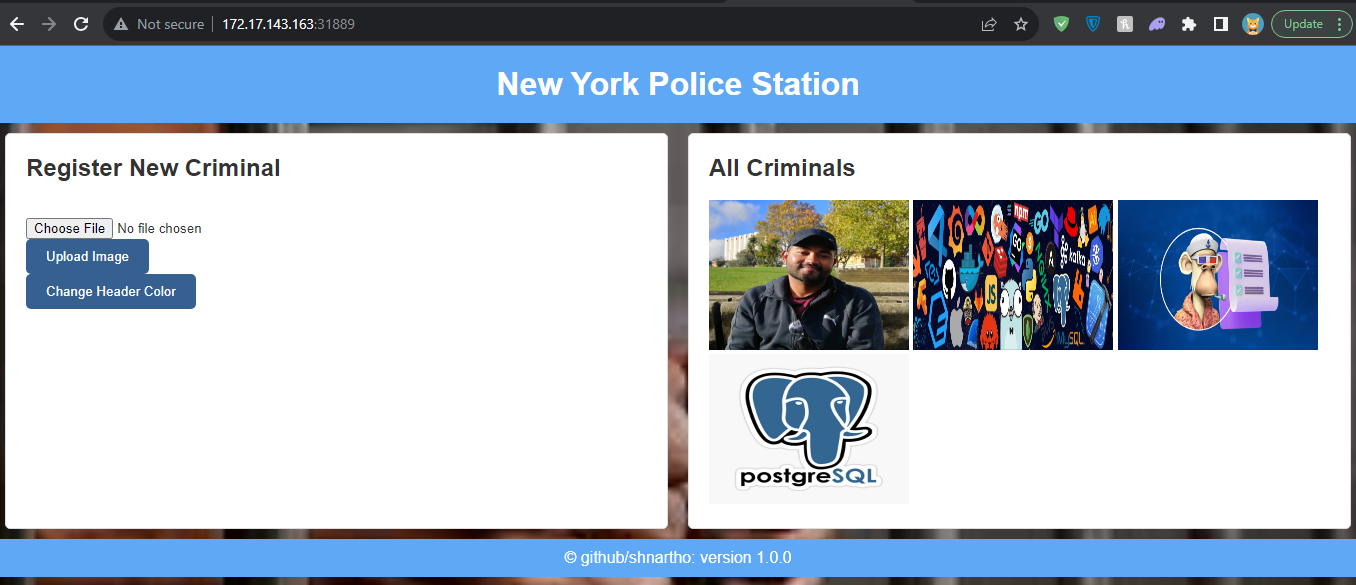 Not secure
172.17.143.163:31889
Update
New York Police Station
Register New Criminal
Choose File No file chosen
Upload Image
Change Header Color
All Criminals
npm
GO
JS
GO
kafka
NGINX
MySQL
postgreSQL
© github/shnartho: version 1.0.0